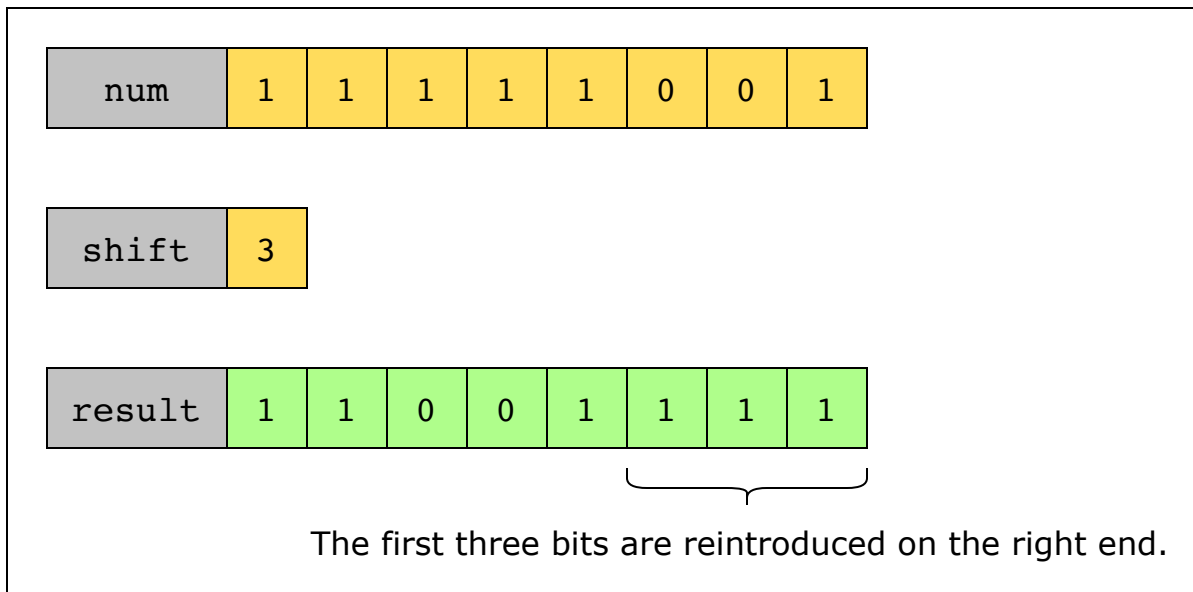 num 1 1 1 1 1 0 0 1
shift 3
result 1 1 0 0 1 1 1 1
The first three bits are reintroduced on the right end.